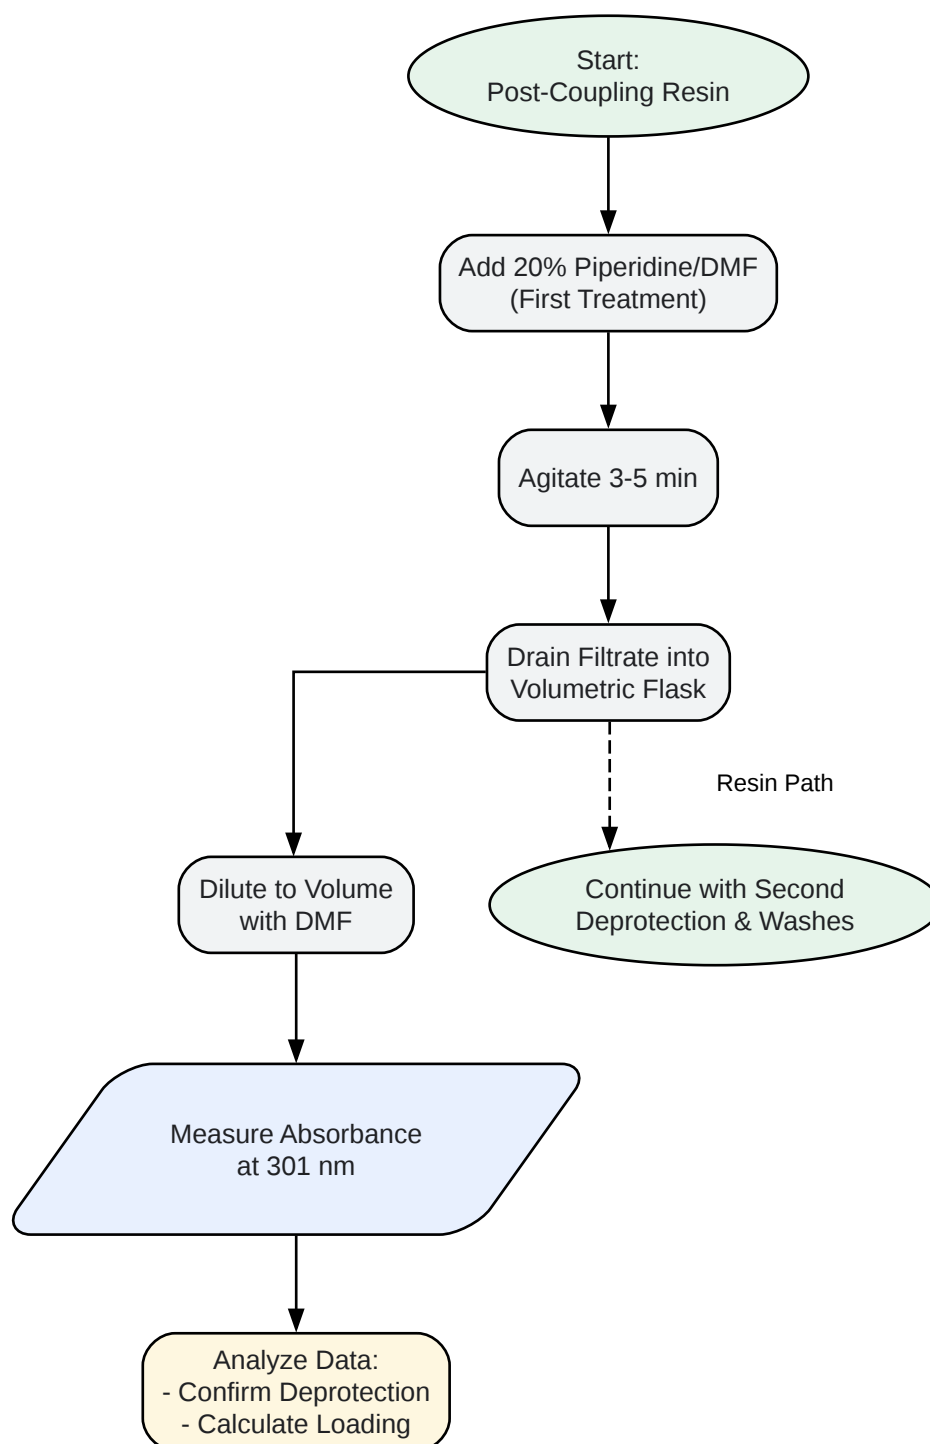 Start:
Post-Coupling Resin
Add 20% Piperidine/DMF
(First Treatment)
Agitate 3-5 min
Drain Filtrate into
Volumetric Flask
Resin Path
Dilute to Volume
with DMF
Continue with Second
Deprotection & Washes
Measure Absorbance
at 301 nm
Analyze Data:
- Confirm Deprotection
- Calculate Loading